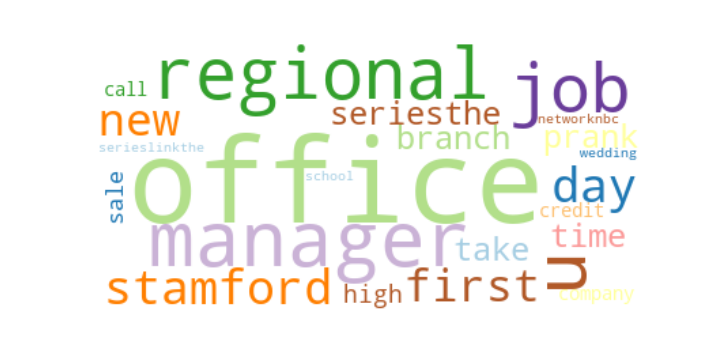 call regional job
new seriesthe networknbc
serieslinkthe branch prank
office school wedding
sale day
credit
manager take time
stamford high first n
company